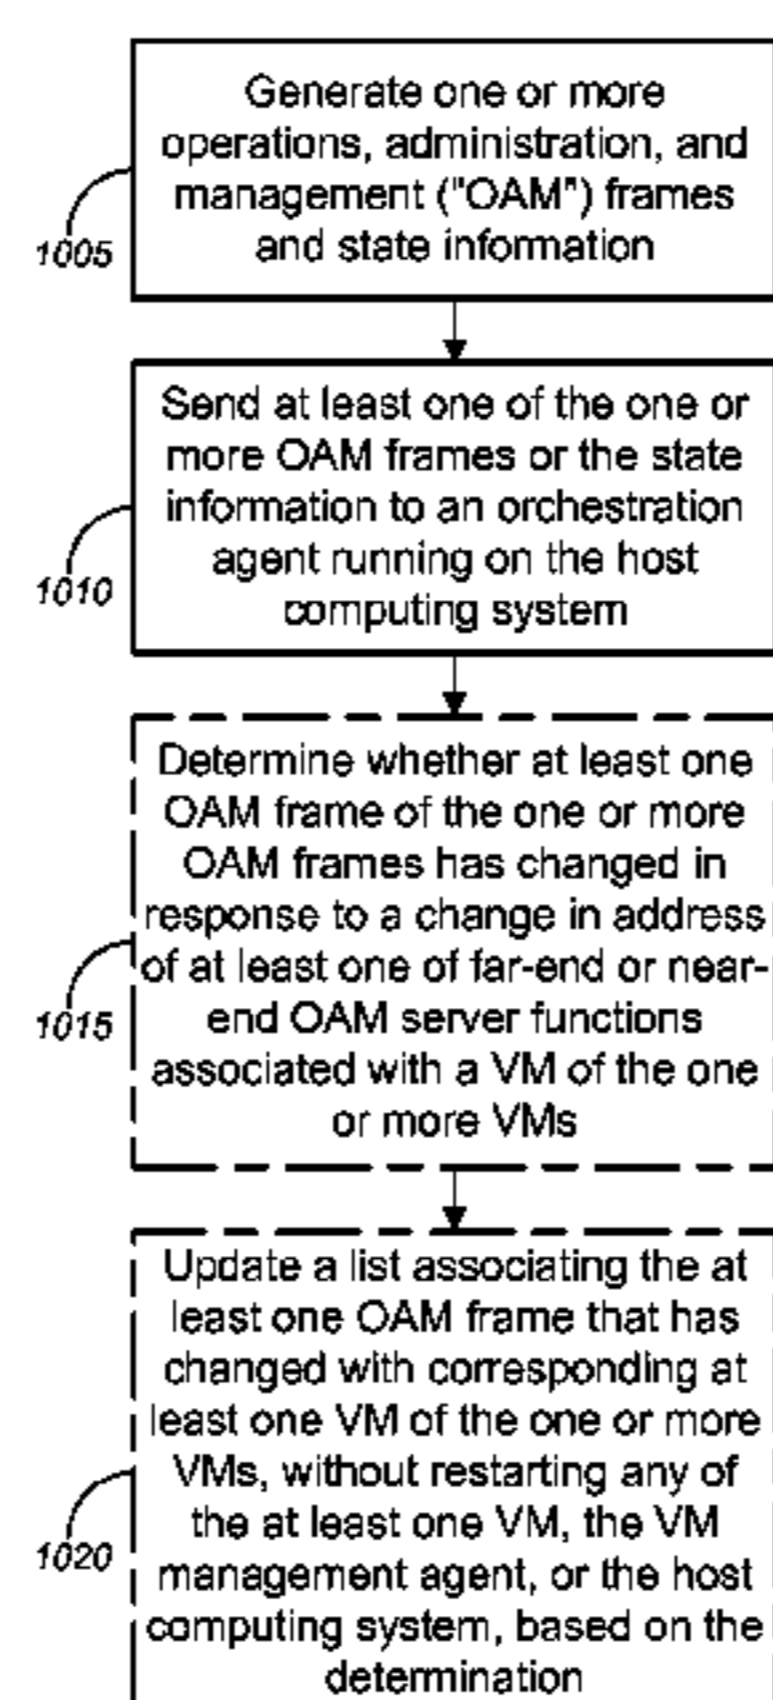 Generate one or more
operations, administration, and
management ("OAM") frames
and state information
1005
Send at least one of the one or
more OAM frames or the state
information to an orchestration
agent running on the host
computing system
1010
Determine whether at least one
OAM frame of the one or more
OAM frames has changed in
response to a change in address
of at least one of far-end or near-
end OAM server functions
associated with a VM of the one
or more VMs
1015
Update a list associating the at
least one OAM frame that has
changed with corresponding at
least one VM of the one or more
VMs, without restarting any of
the at least one VM, the VM
management agent, or the host
computing system, based on the
determination
1020